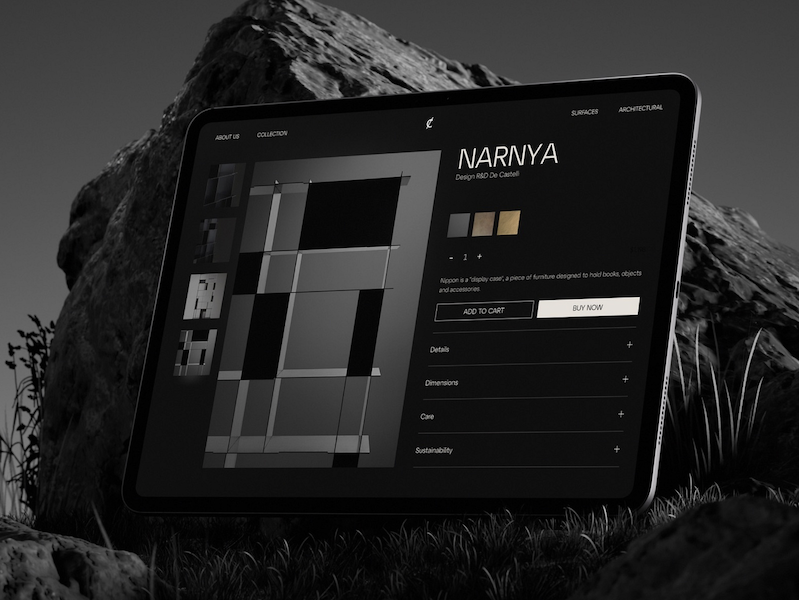 ABOUT US
COLLECTION
SURFACES
ARCHITECTURAL
NARNYA
Design R&D De Castelli
- 1 +
Nippon is a "display case", a piece of furniture designed to hold books, objects
and accessories.
ADD TO CART
BUY NOW
Details +
Dimensions +
Care +
Sustainability +